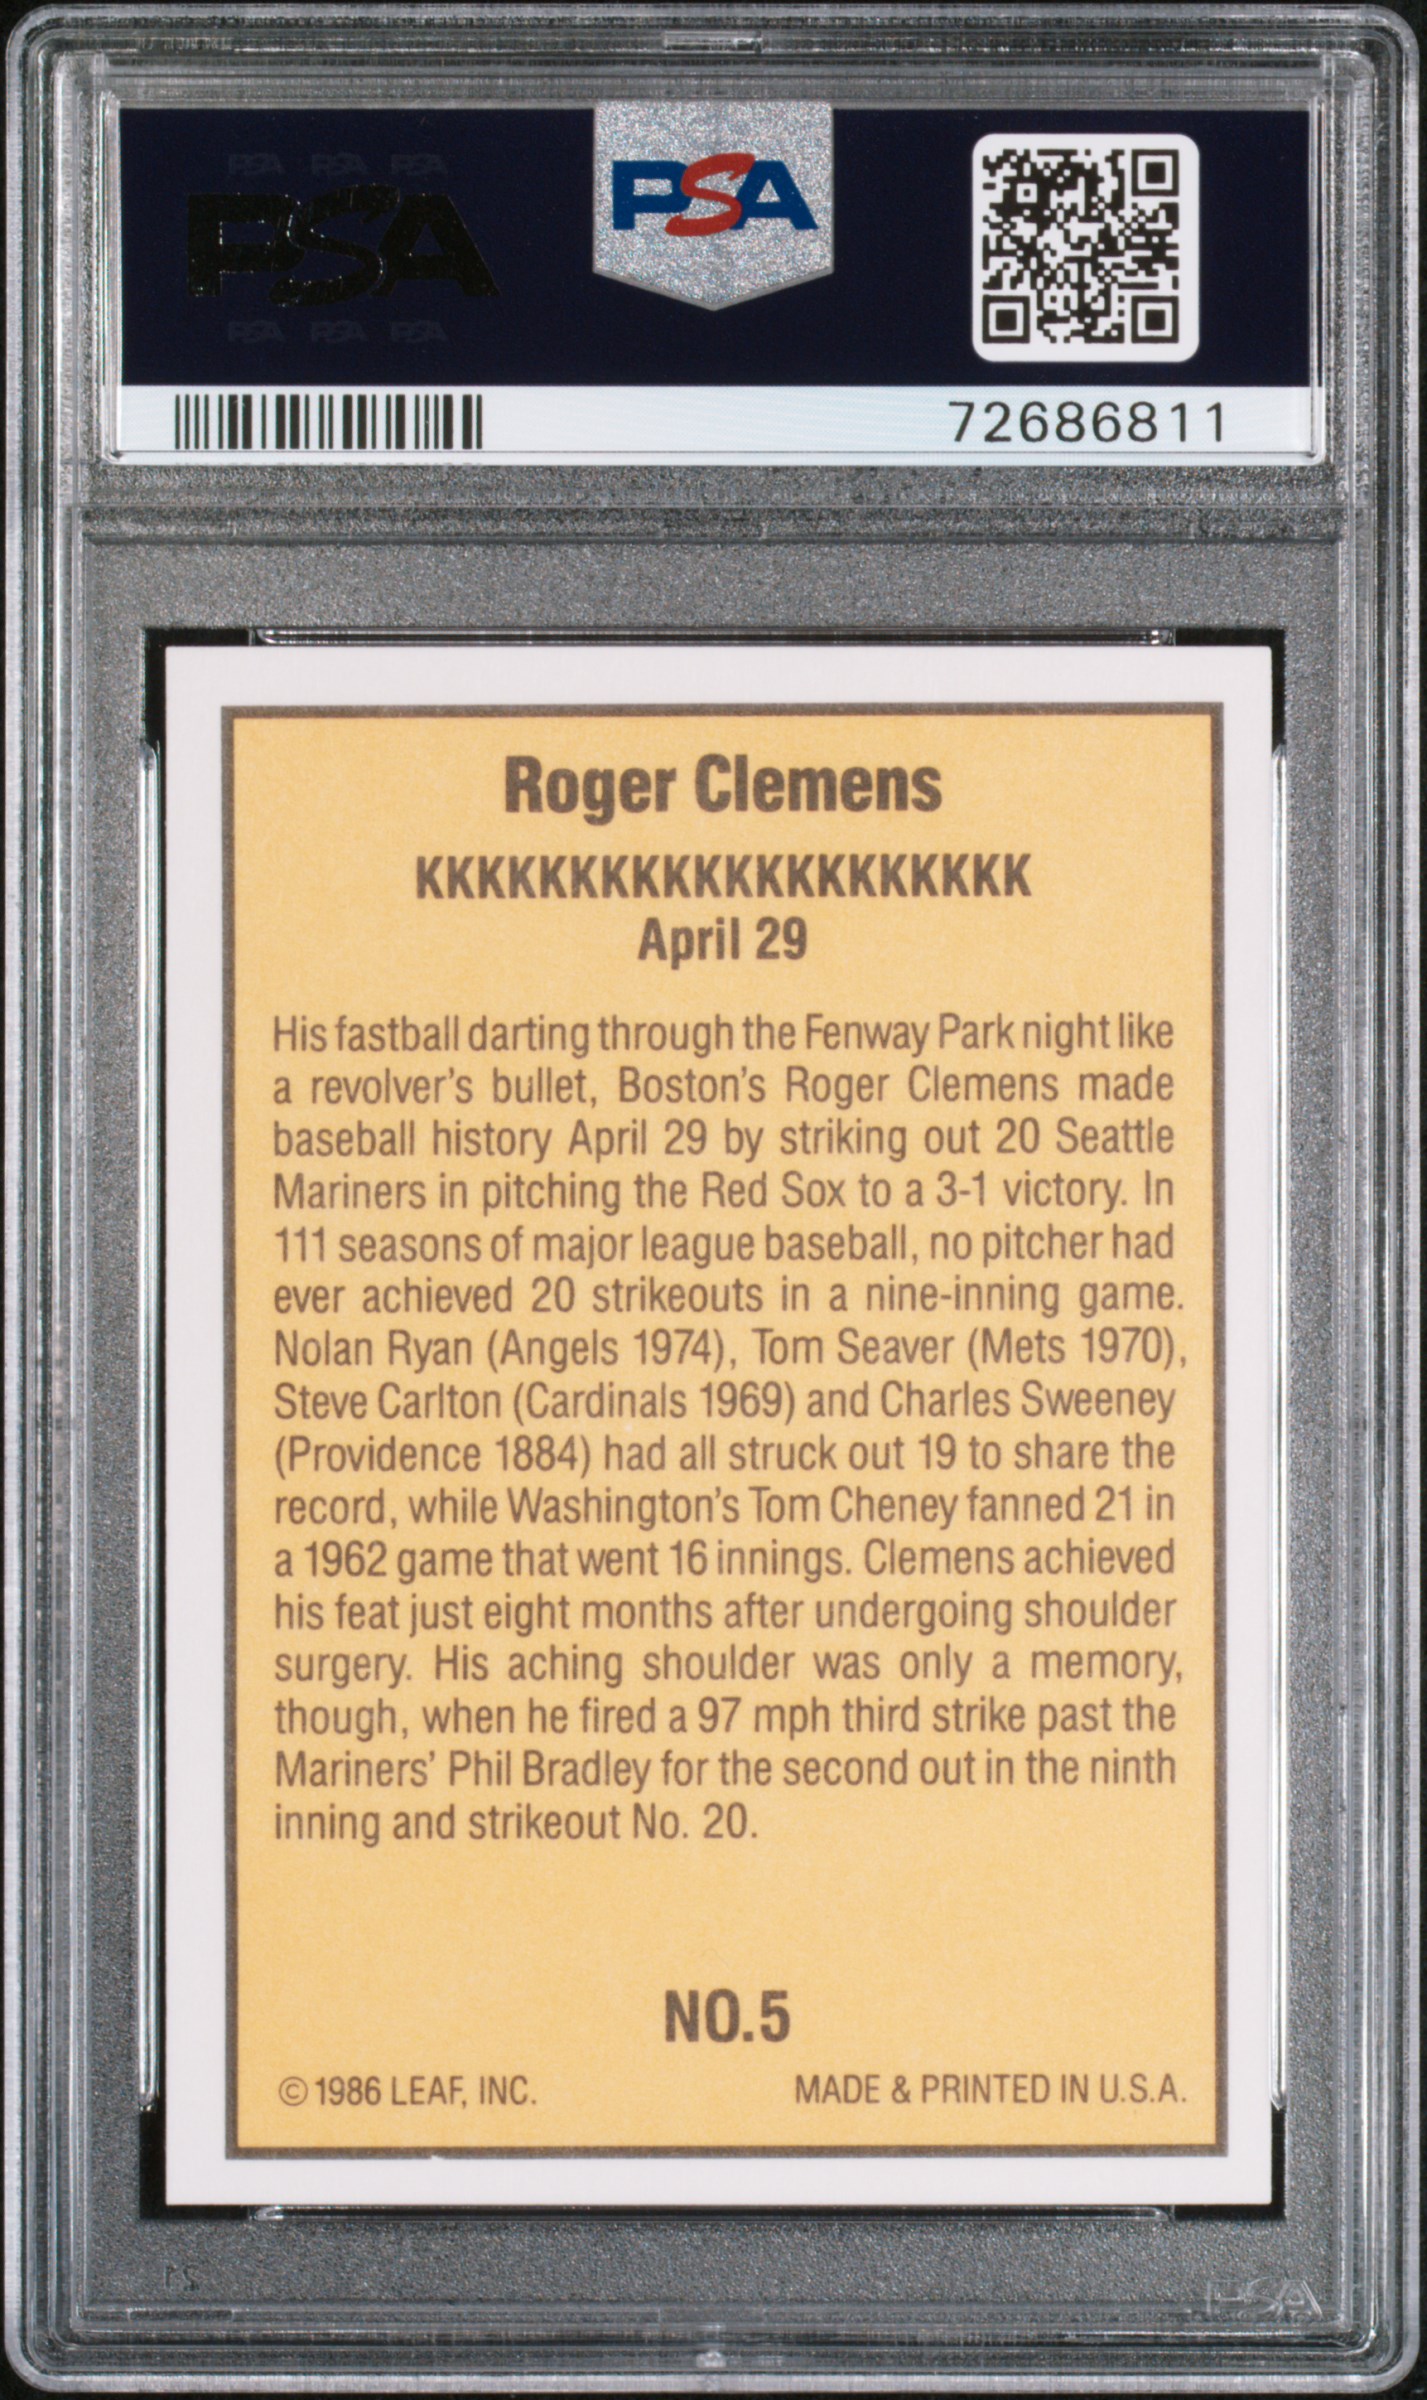 PSA PSA PSA
PSA
PSA PSA PSA
PSA
72686811
Roger Clemens
KKKKKKKKKKKKKKKKKKKK
April 29
His fastball darting through the Fenway Park night like
a revolver's bullet, Boston's Roger Clemens made
baseball history April 29 by striking out 20 Seattle
Mariners in pitching the Red Sox to a 3-1 victory. In
111 seasons of major league baseball, no pitcher had
ever achieved 20 strikeouts in a nine-inning game.
Nolan Ryan (Angels 1974), Tom Seaver (Mets 1970),
Steve Carlton (Cardinals 1969) and Charles Sweeney
(Providence 1884) had all struck out 19 to share the
record, while Washington's Tom Cheney fanned 21 in
a 1962 game that went 16 innings. Clemens achieved
his feat just eight months after undergoing shoulder
surgery. His aching shoulder was only a memory,
though, when he fired a 97 mph third strike past the
Mariners' Phil Bradley for the second out in the ninth
inning and strikeout No. 20.
NO.5
© 1986 LEAF, INC. MADE & PRINTED IN U.S.A.
PSA